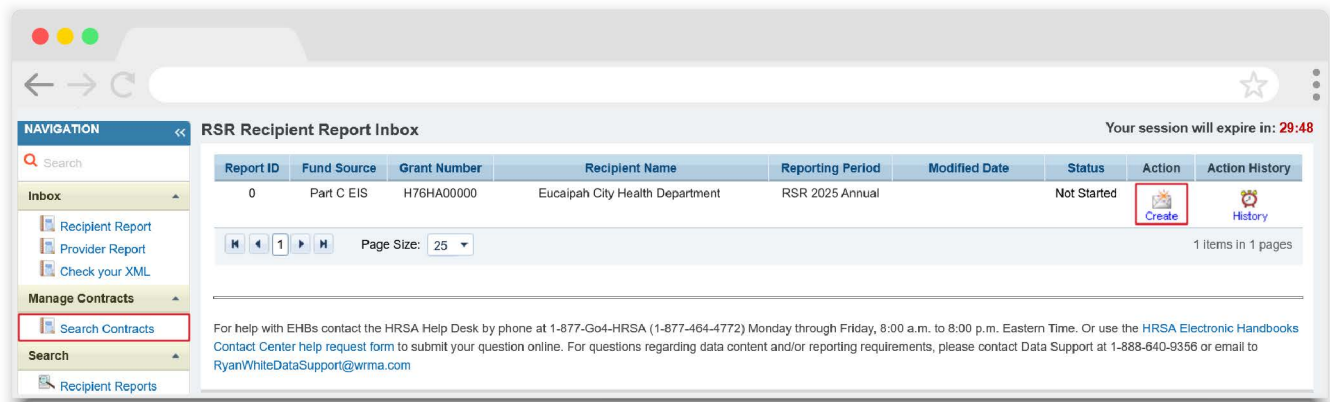 NAVIGATION «
Search
Inbox
Recipient Report
Provider Report
Check your XML
Manage Contracts
Search Contracts
Search
Recipient Reports
RSR Recipient Report Inbox
Your session will expire in: 29:48
Report ID Fund Source Grant Number Recipient Name Reporting Period Modified Date Status Action Action History
0 Part C EIS H76HA00000 Eucaipah City Health Department RSR 2025 Annual Not Started Create History
1 Page Size: 25 1 items in 1 pages
For help with EHBs contact the HRSA Help Desk by phone at 1-877-Go4-HRSA (1-877-464-4772) Monday through Friday, 8:00 a.m. to 8:00 p.m. Eastern Time. Or use the HRSA Electronic Handbooks
Contact Center help request form to submit your question online. For questions regarding data content and/or reporting requirements, please contact Data Support at 1-888-640-9356 or email to
RyanWhiteDataSupport@wrma.com